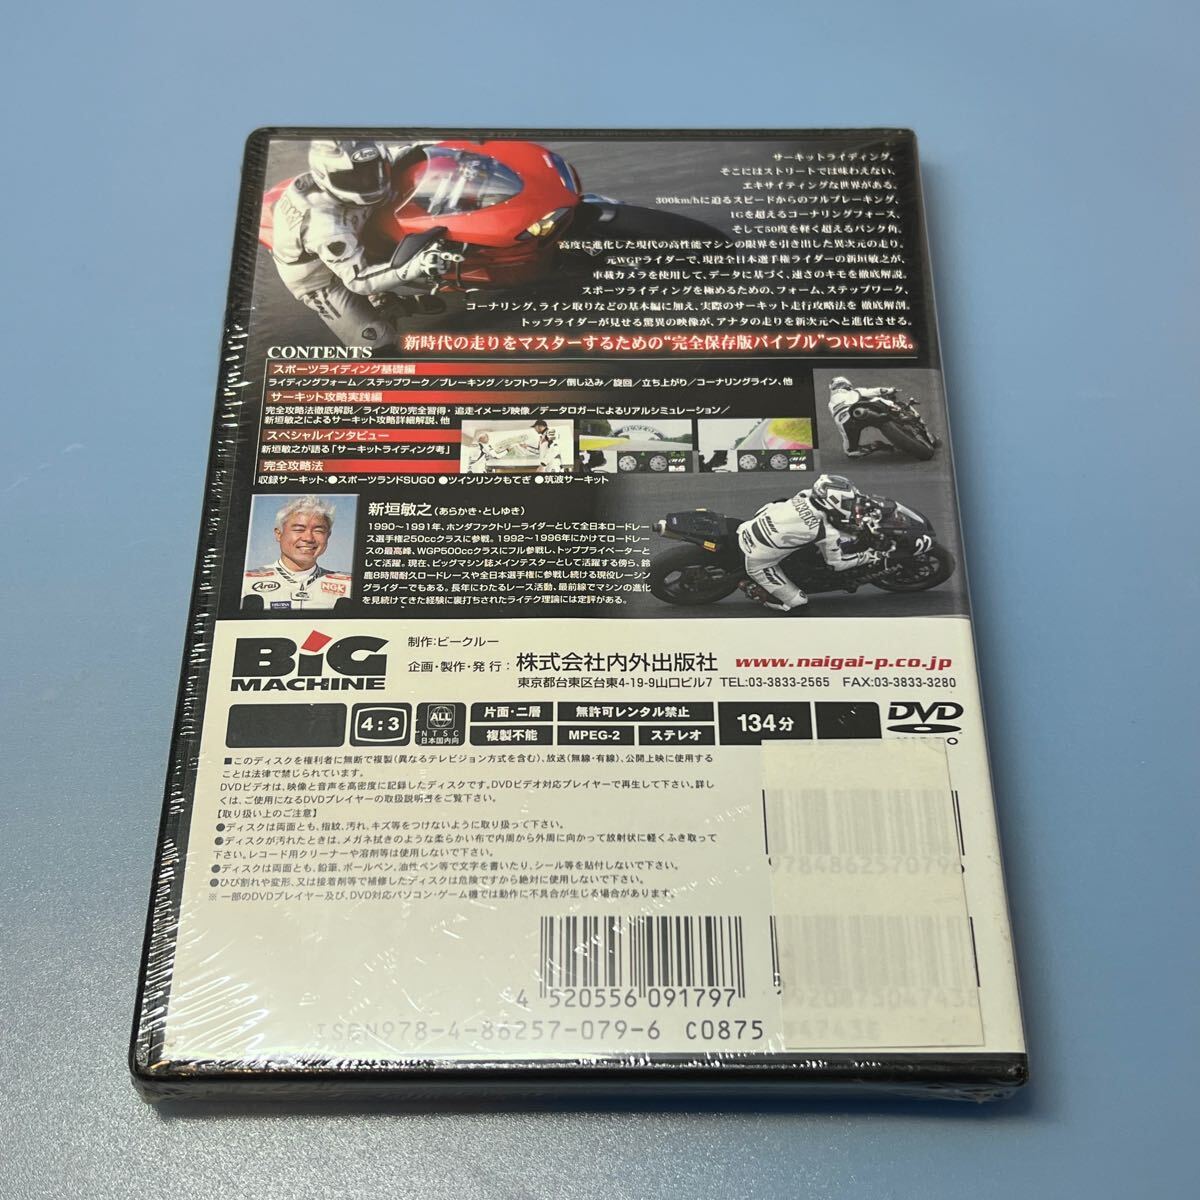 サーキットライディング、
そこにはストリートでは味わえない、
エキサイティングな世界がある。
300km/hに迫るスピードからのフルブレーキング、
1Gを超えるコーナリングフォース、
そして50度を軽く超えるバンク角。
高度に進化した現代の高性能マシンの限界を引き出した異次元の走り。
元WGPライダーで、現役全日本選手権ライダーの新垣敏之が、
車載カメラを使用して、データに基づく、速さのキモを徹底解説。
スポーツライディングを極めるための、フォーム、ステップワーク、
コーナリング、ライン取りなどの基本編に加え、実際のサーキット走行攻略法を 徹底解剖。
トップライダーが見せる驚異の映像が、アナタの走りを新次元へと進化させる。
新時代の走りをマスターするための“完全保存版バイブル”ついに完成。
CONTENTS
スポーツライディング基礎編
ライディングフォーム／ステップワーク／ブレーキング／シフトワーク／倒し込み／旋回／立ち上がり／コーナリングライン、他
サーキット攻略実践編
完全攻略法徹底解説／ライン取り完全習得・追走イメージ映像／データロガーによるリアルシミュレーション／
新垣敏之によるサーキット攻略詳細解説、他
スペシャルインタビュー
新垣敏之が語る「サーキットライディング考」
完全攻略法
収録サーキット:●スポーツランドSUGO ●ツインリンクもてぎ ●筑波サーキット
新垣敏之(あらかき・としゆき)
1990〜1991年、ホンダファクトリーライダーとして全日本ロードレー
ス選手権250ccクラスに参戦。1992〜1996年にかけてロードレー
スの最高峰、WGP500ccクラスにフル参戦し、トッププライベーターと
して活躍。現在、ビッグマシン誌メインテスターとして活躍する傍ら、鈴
鹿8時間耐久ロードレースや全日本選手権に参戦し続ける現役レーシン
グライダーでもある。長年にわたるレース活動、最前線でマシンの進化
を見続けてきた経験に裏打ちされたライテク理論には定評がある。
Arai
NGK
22
BiG
MACHINE
制作:ビークルー
企画・製作・発行:株式会社内外出版社 www.naigai-p.co.jp
東京都台東区台東4-19-9山口ビル7 TEL:03-3833-2565 FAX:03-3833-3280
4:3
ALL
NTSC
日本国内向
片面・二層
複製不能
無許可レンタル禁止
MPEG-2
ステレオ
134分
DVD
■このディスクを権利者に無断で複製(異なるテレビジョン方式を含む)、放送(無線・有線)、公開上映に使用する
ことは法律で禁じられています。
DVDビデオは、映像と音声を高密度に記録したディスクです。DVDビデオ対応プレイヤーで再生して下さい。詳し
くは、ご使用になるDVDプレイヤーの取扱説明書をご覧下さい。
【取り扱い上のご注意】
●ディスクは両面とも、指紋、汚れ、キズ等をつけないように取り扱って下さい。
●ディスクが汚れたときは、メガネ拭きのような柔らかい布で内周から外周に向かって放射状に軽くふき取って
下さい。レコード用クリーナーや溶剤等は使用しないで下さい。
●ディスクは両面とも、鉛筆、ボールペン、油性ペン等で文字を書いたり、シール等を貼付しないで下さい。
●ひび割れや変形、又は接着剤等で補修したディスクは危険ですから絶対に使用しないで下さい。
※ 一部のDVDプレイヤー及び、DVD対応パソコン・ゲーム機では動作に不具合が生じる場合があります。
9784862570796
4 520556 091797
ISBN978-4-86257-079-6 C0875